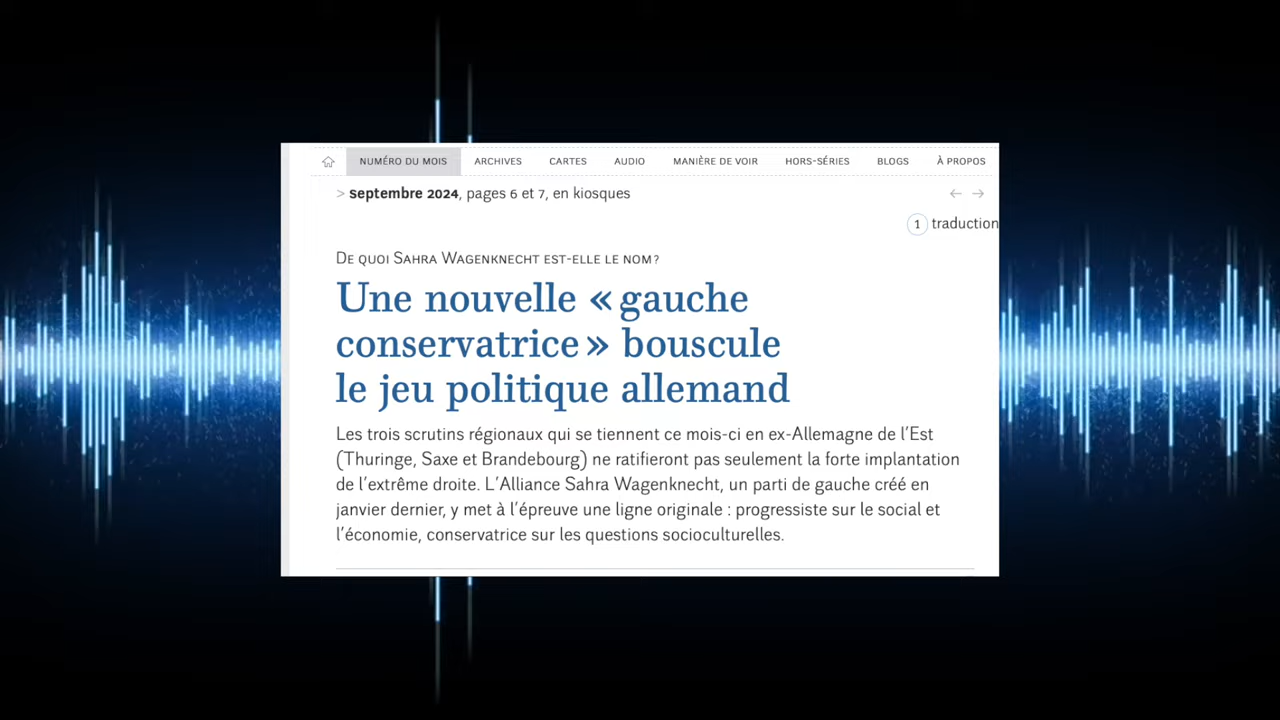 NUMÉRO DU MOIS ARCHIVES CARTES AUDIO MANIÈRE DE VOIR HORS-SÉRIES BLOGS À PROPOS
> septembre 2024, pages 6 et 7, en kiosques
1 traduction
De quoi Sahra Wagenknecht est-elle le nom ?
Une nouvelle « gauche
conservatrice » bouscule
le jeu politique allemand
Les trois scrutins régionaux qui se tiennent ce mois-ci en ex-Allemagne de l’Est
(Thuringe, Saxe et Brandebourg) ne ratifieront pas seulement la forte implantation
de l’extrême droite. L’Alliance Sahra Wagenknecht, un parti de gauche créé en
janvier dernier, y met à l’épreuve une ligne originale : progressiste sur le social et
l’économie, conservatrice sur les questions socioculturelles.